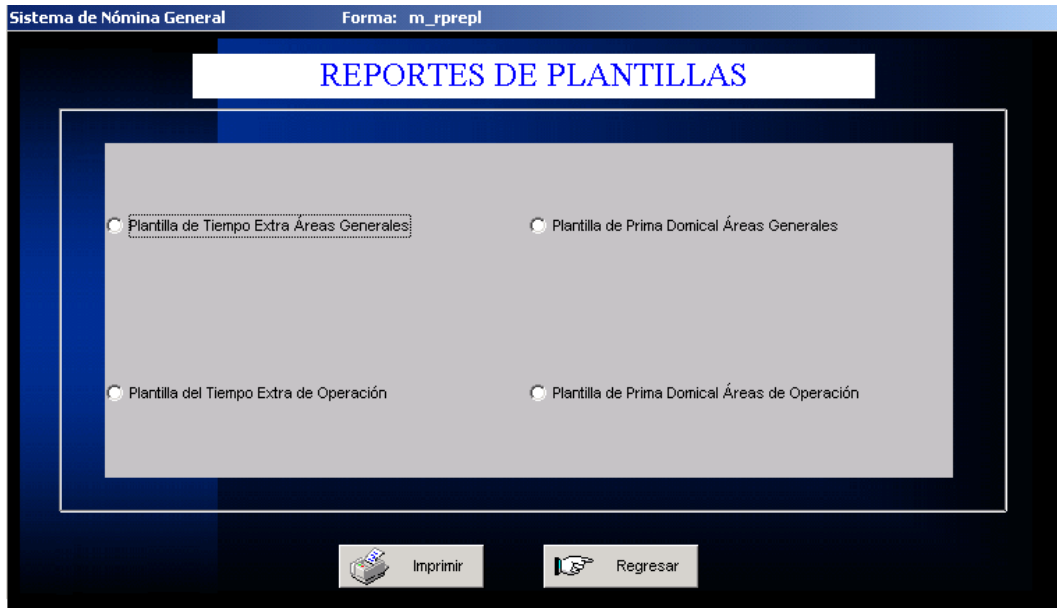 Sistema de Nómina General Forma: m_rprepl
REPORTES DE PLANTILLAS
Plantilla de Tiempo Extra Áreas Generales
Plantilla de Prima Domical Áreas Generales
Plantilla del Tiempo Extra de Operación
Plantilla de Prima Domical Áreas de Operación
Imprimir
Regresar